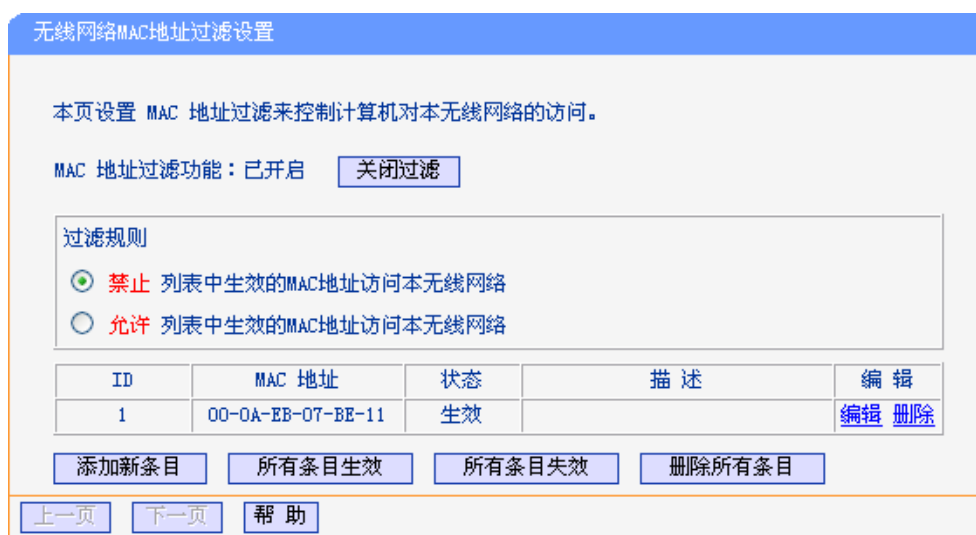 无线网络MAC地址过滤设置
本页设置 MAC 地址过滤来控制计算机对本无线网络的访问。
MAC 地址过滤功能：已开启 关闭过滤
过滤规则
禁止 列表中生效的MAC地址访问本无线网络
允许 列表中生效的MAC地址访问本无线网络
ID MAC 地址 状态 描 述 编 辑
1 00-0A-EB-07-BE-11 生效 编辑 删除
添加新条目 所有条目生效 所有条目失效 删除所有条目
上一页 下一页 帮 助